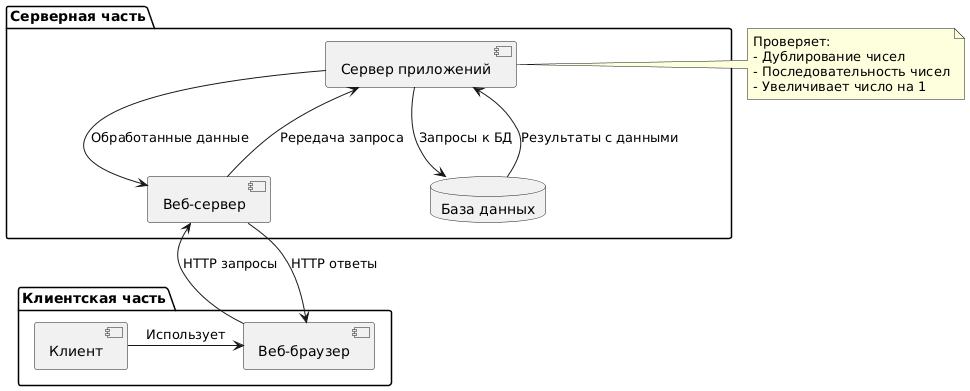 Серверная часть
Сервер приложений
Проверяет:
- Дублирование чисел
- Последовательность чисел
- Увеличивает число на 1
Обработанные данные
Рередача запроса
Запросы к БД
Результаты с данными
Веб-сервер
База данных
HTTP запросы
HTTP ответы
Клиентская часть
Клиент
Использует
Веб-браузер